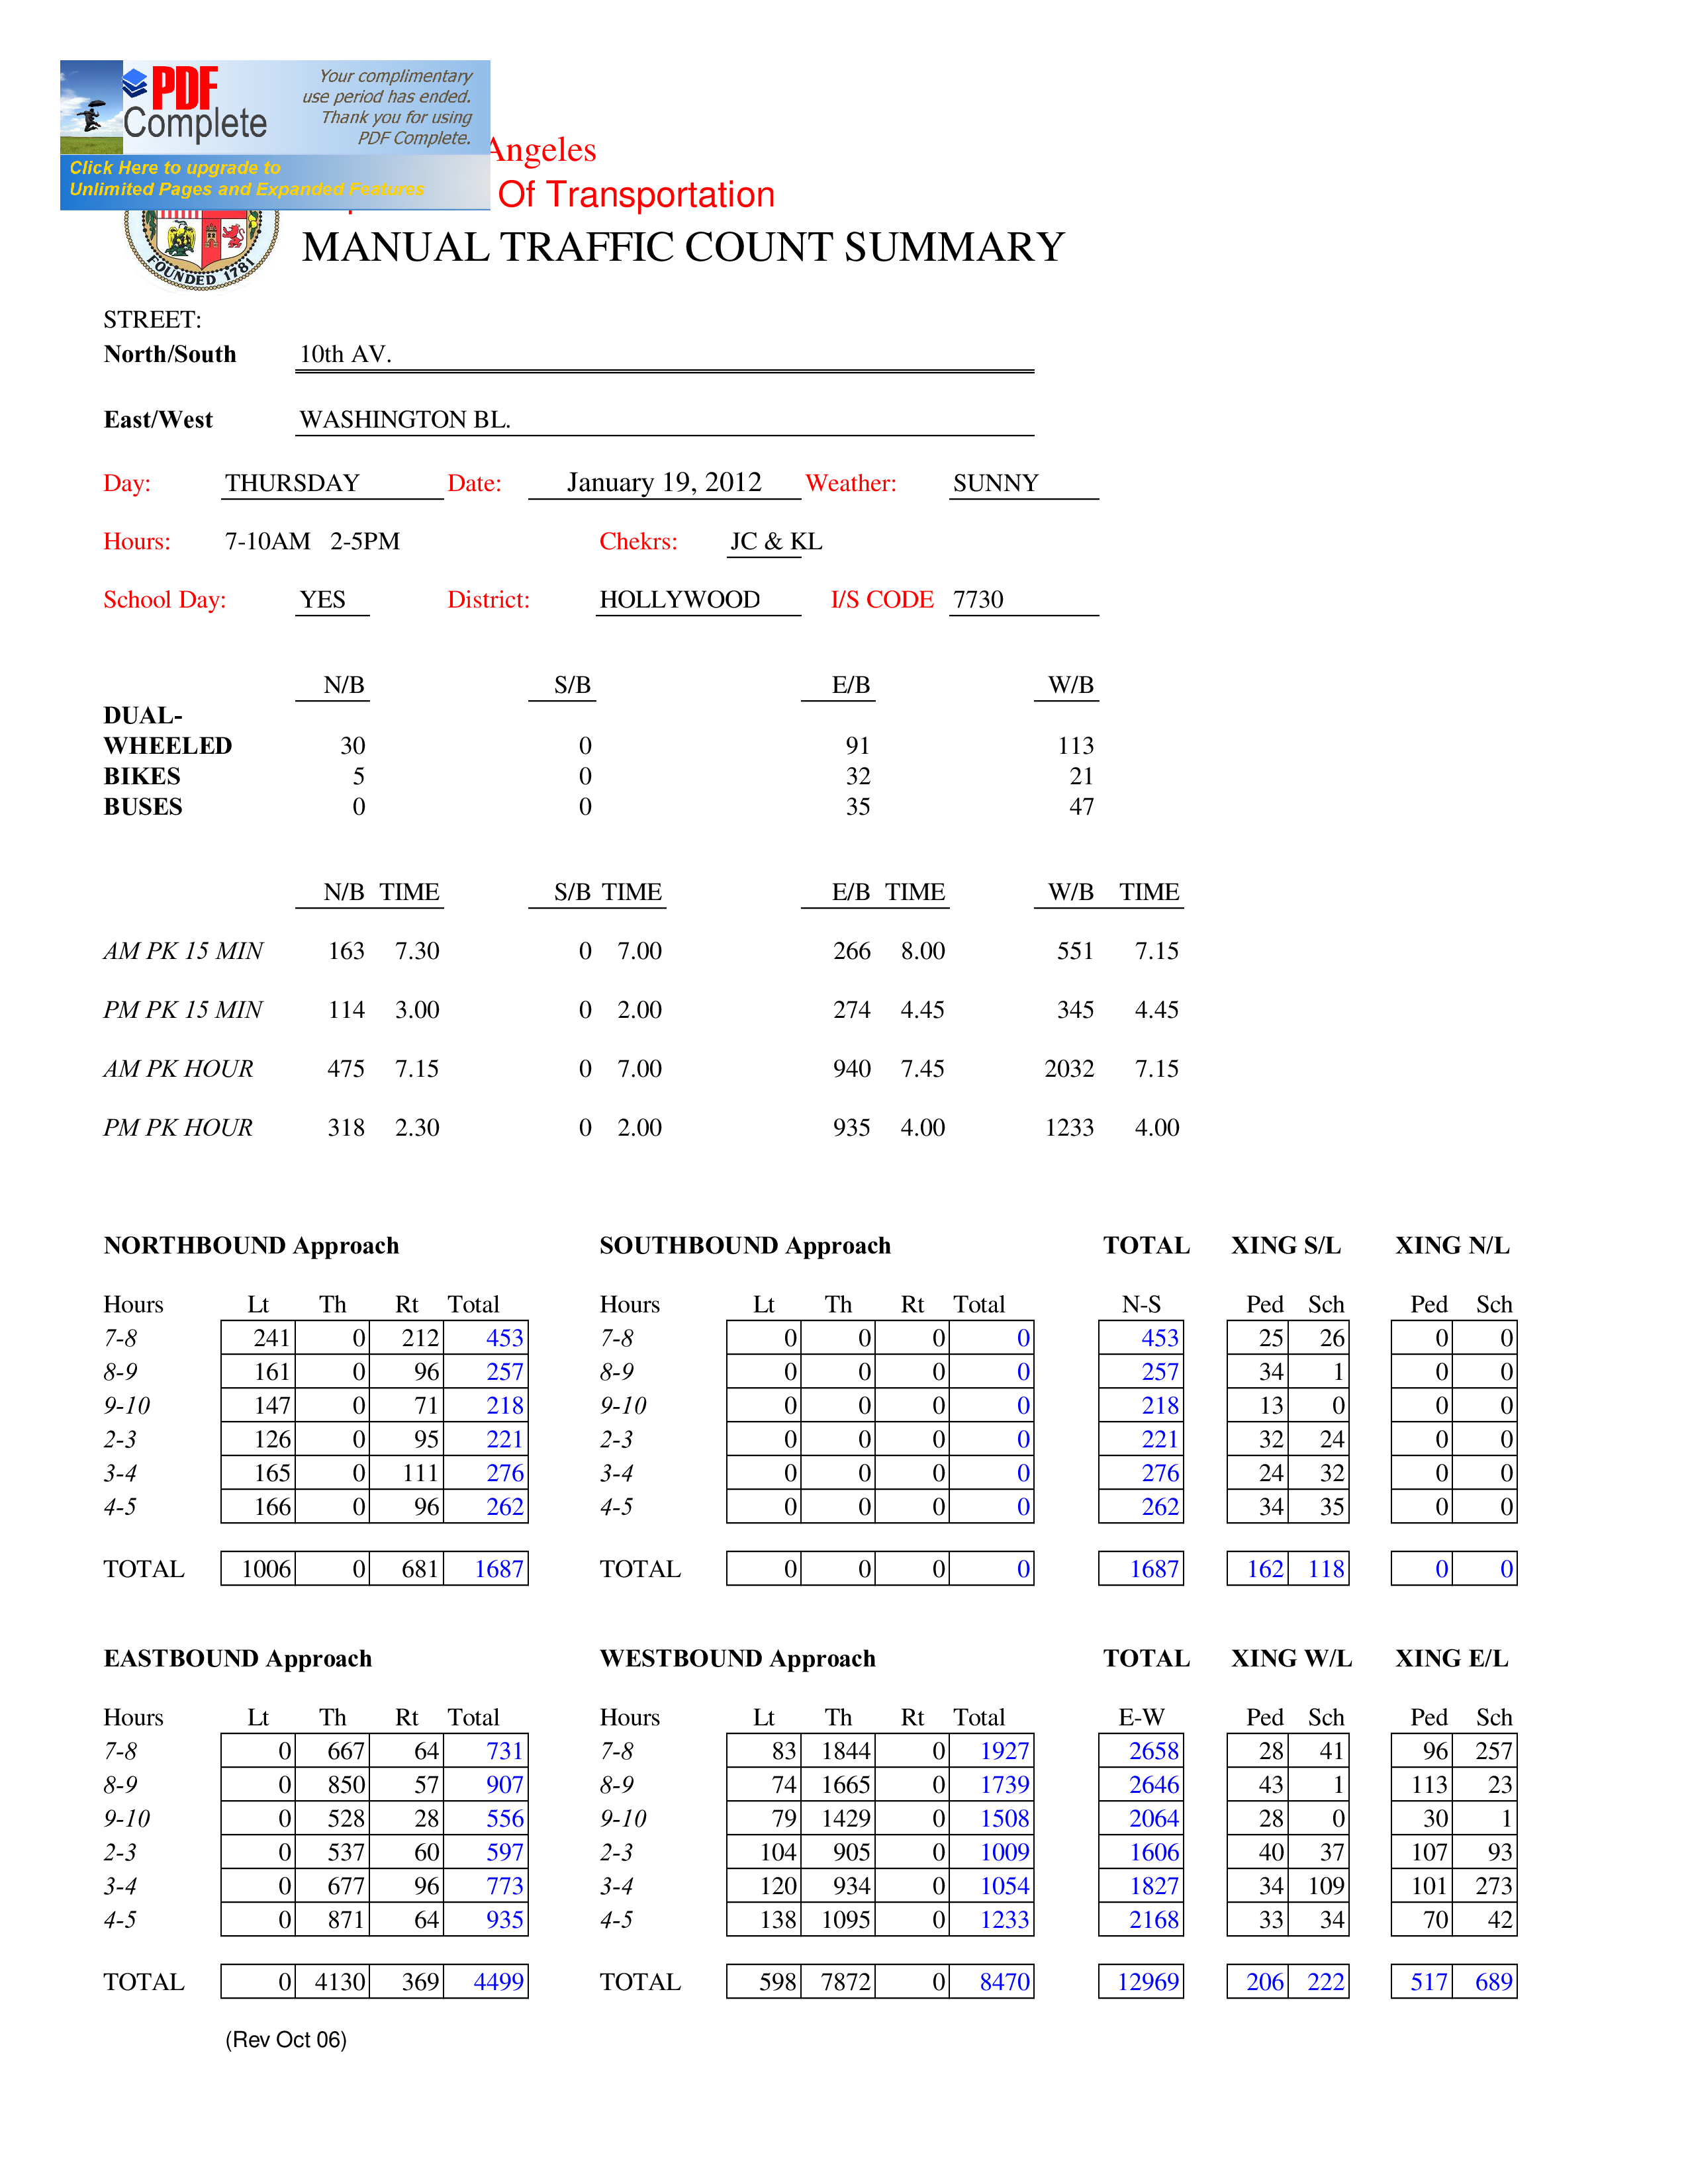 PDF Complete
Your complimentary
use period has ended.
Thank you for using
PDF Complete.
Click Here to upgrade to
Unlimited Pages and Expanded Features
Angeles
Of Transportation
FOUNDED 1781
MANUAL TRAFFIC COUNT SUMMARY
STREET:
North/South 10th AV.
East/West WASHINGTON BL.
Day: THURSDAY Date: January 19, 2012 Weather: SUNNY
Hours: 7-10AM 2-5PM Chekrs: JC & KL
School Day: YES District: HOLLYWOOD I/S CODE 7730
N/B S/B E/B W/B
DUAL-
WHEELED 30 0 91 113
BIKES 5 0 32 21
BUSES 0 0 35 47
N/B TIME S/B TIME E/B TIME W/B TIME
AM PK 15 MIN 163 7.30 0 7.00 266 8.00 551 7.15
PM PK 15 MIN 114 3.00 0 2.00 274 4.45 345 4.45
AM PK HOUR 475 7.15 0 7.00 940 7.45 2032 7.15
PM PK HOUR 318 2.30 0 2.00 935 4.00 1233 4.00
NORTHBOUND Approach SOUTHBOUND Approach TOTAL XING S/L XING N/L
Hours Lt Th Rt Total Hours Lt Th Rt Total N-S Ped Sch Ped Sch
7-8 241 0 212 453 7-8 0 0 0 0 453 25 26 0 0
8-9 161 0 96 257 8-9 0 0 0 0 257 34 1 0 0
9-10 147 0 71 218 9-10 0 0 0 0 218 13 0 0 0
2-3 126 0 95 221 2-3 0 0 0 0 221 32 24 0 0
3-4 165 0 111 276 3-4 0 0 0 0 276 24 32 0 0
4-5 166 0 96 262 4-5 0 0 0 0 262 34 35 0 0
TOTAL 1006 0 681 1687 TOTAL 0 0 0 0 1687 162 118 0 0
EASTBOUND Approach WESTBOUND Approach TOTAL XING W/L XING E/L
Hours Lt Th Rt Total Hours Lt Th Rt Total E-W Ped Sch Ped Sch
7-8 0 667 64 731 7-8 83 1844 0 1927 2658 28 41 96 257
8-9 0 850 57 907 8-9 74 1665 0 1739 2646 43 1 113 23
9-10 0 528 28 556 9-10 79 1429 0 1508 2064 28 0 30 1
2-3 0 537 60 597 2-3 104 905 0 1009 1606 40 37 107 93
3-4 0 677 96 773 3-4 120 934 0 1054 1827 34 109 101 273
4-5 0 871 64 935 4-5 138 1095 0 1233 2168 33 34 70 42
TOTAL 0 4130 369 4499 TOTAL 598 7872 0 8470 12969 206 222 517 689
(Rev Oct 06)